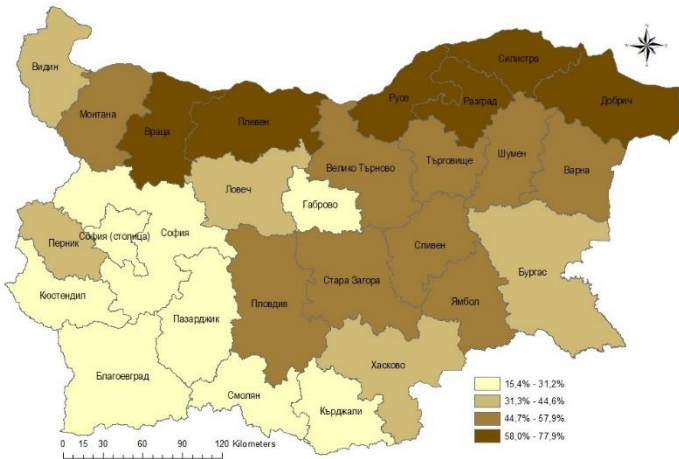 Видин
Монтана
Враца
Плевен
Русе
Силистра
Разград
Добрич
Велико Търново
Търговище
Шумен
Варна
Ловеч
Габрово
София (столица)
София
Перник
Кюстендил
Пазарджик
Пловдив
Стара Загора
Сливен
Ямбол
Бургас
Благоевград
Смолян
Кърджали
Хасково
15,4% - 31,2%
31,3% - 44,6%
44,7% - 57,9%
58,0% - 77,9%
0 15 30 60 90 120 Kilometers